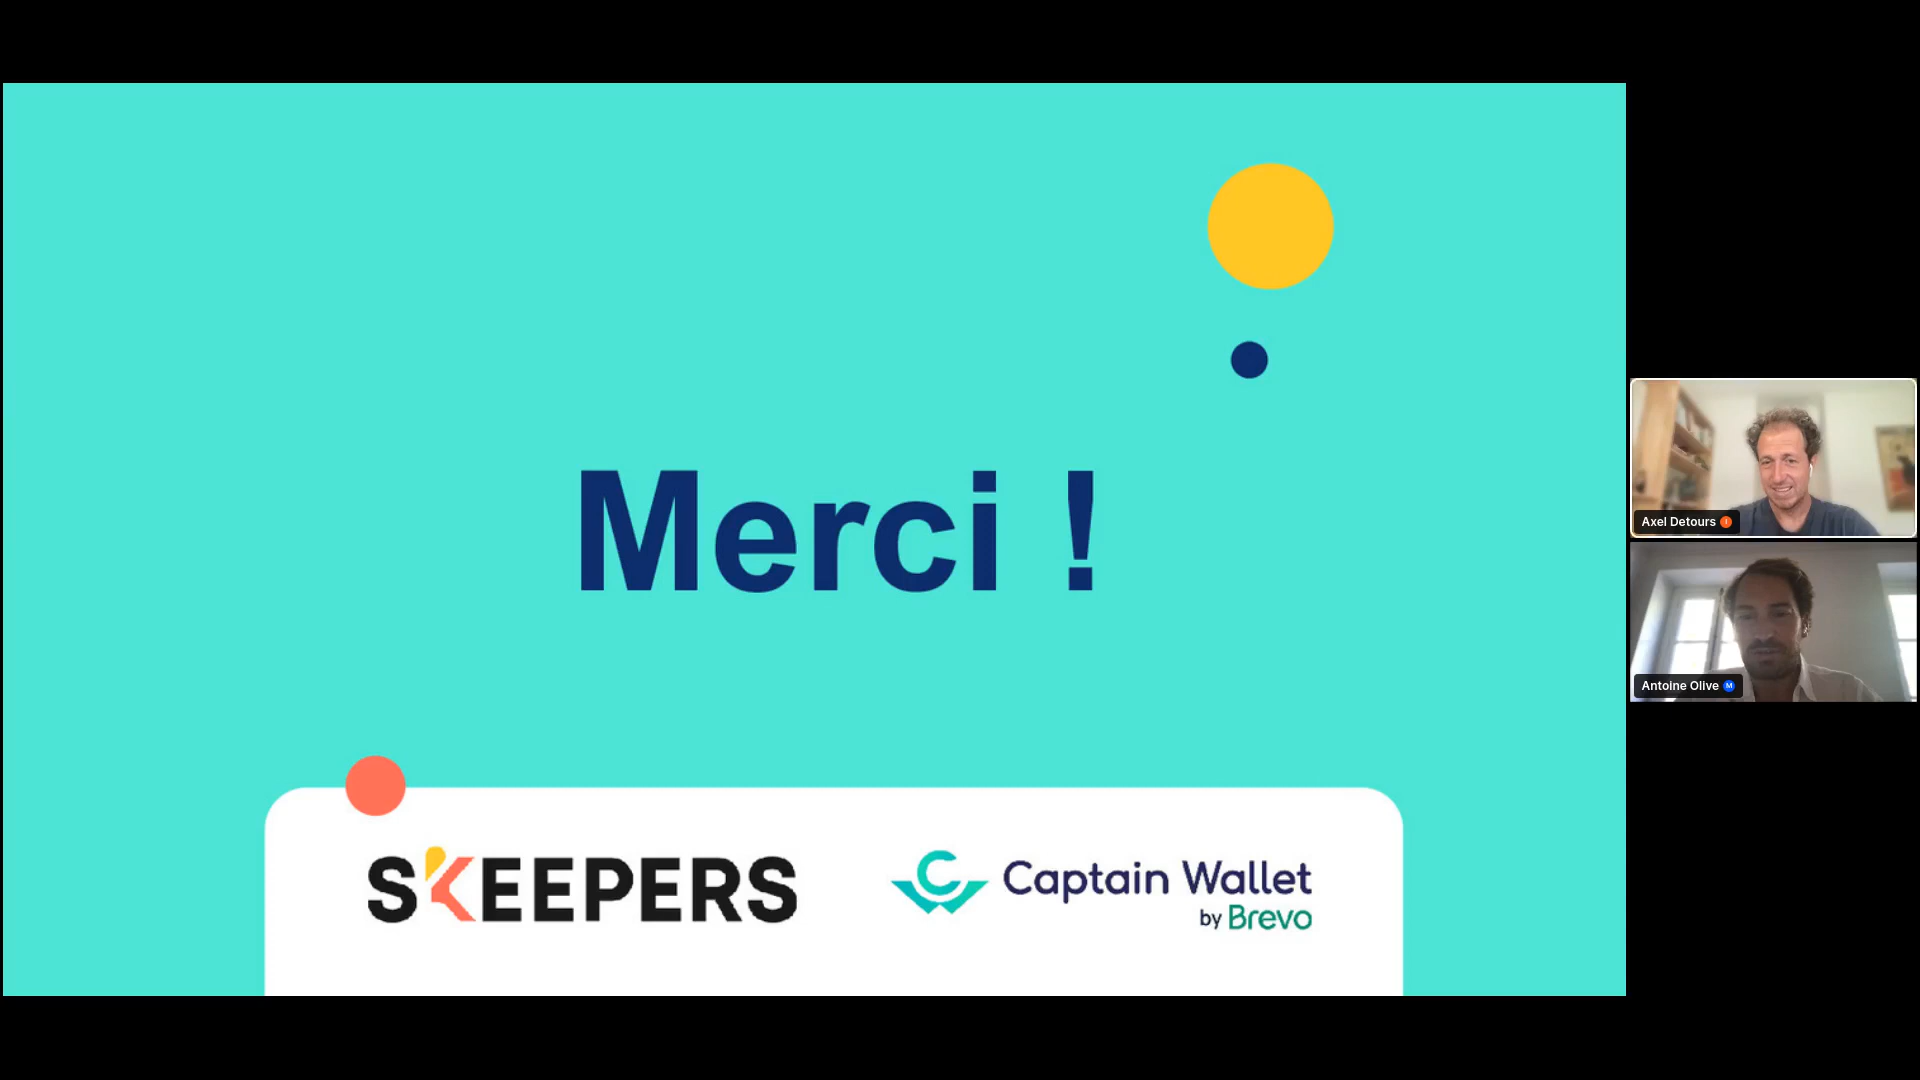 Merci !
SKEEPERS
Captain Wallet
by Brevo
Axel Detours
Antoine Olive M